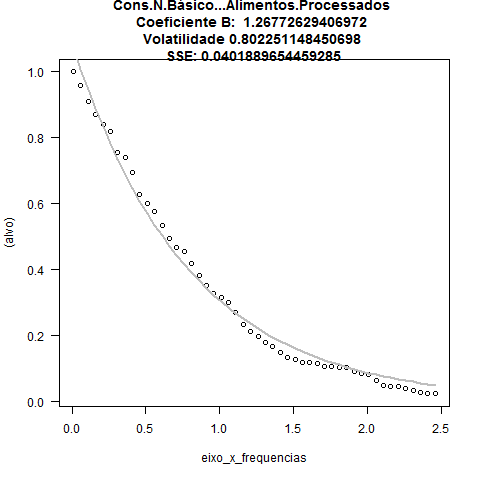 Cons.N.Básico...Alimentos.Processados
Coeficiente B: 1.26772629406972
Volatilidade 0.802251148450698
SSE: 0.0401889654459285
1.0
0.8
0.6
0.4
0.2
0.0
(alvo)
0.0 0.5 1.0 1.5 2.0 2.5
eixo_x_frequencias